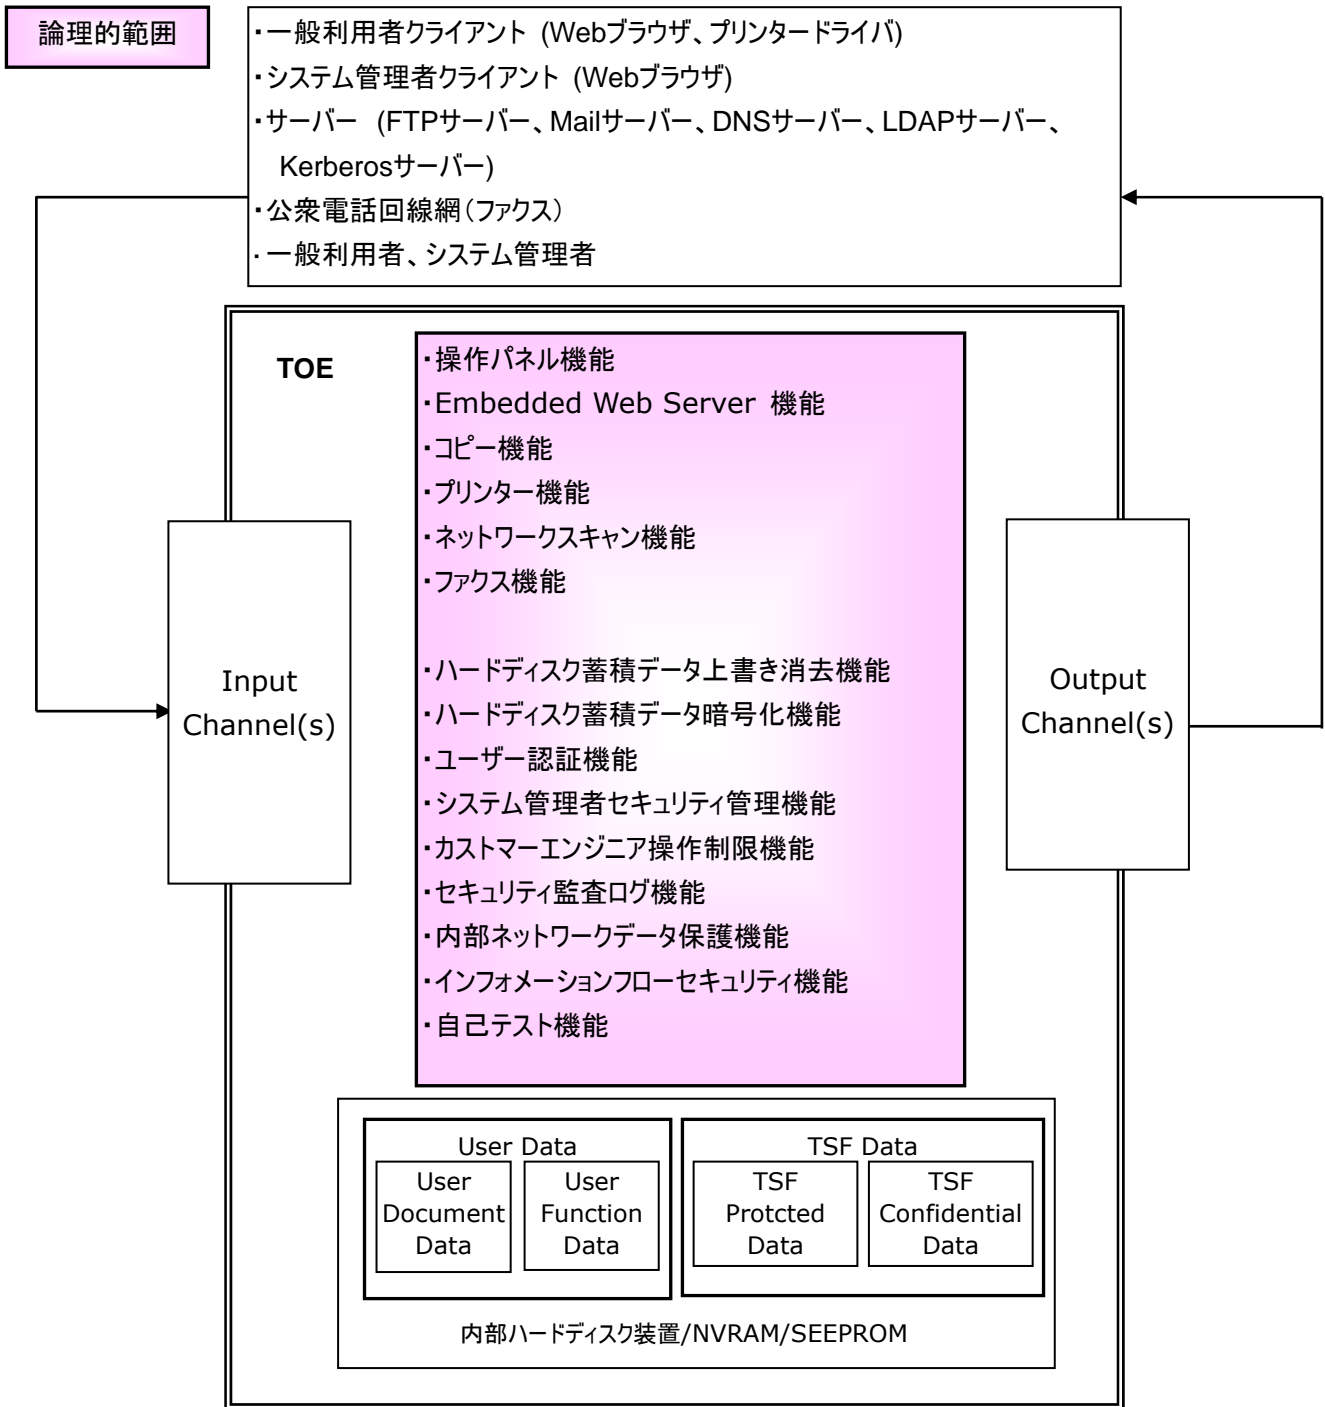 論理的範囲
・一般利用者クライアント (Webブラウザ、プリンタードライバ)
・システム管理者クライアント (Webブラウザ)
・サーバー (FTPサーバー、Mailサーバー、DNSサーバー、LDAPサーバー、
Kerberosサーバー)
・公衆電話回線網(ファクス)
・一般利用者、システム管理者
TOE
・操作パネル機能
・Embedded Web Server 機能
・コピー機能
・プリンター機能
・ネットワークスキャン機能
・ファクス機能
・ハードディスク蓄積データ上書き消去機能
・ハードディスク蓄積データ暗号化機能
・ユーザー認証機能
・システム管理者セキュリティ管理機能
・カストマーエンジニア操作制限機能
・セキュリティ監査ログ機能
・内部ネットワークデータ保護機能
・インフォメーションフローセキュリティ機能
・自己テスト機能
Input
Channel(s)
Output
Channel(s)
User Data
User
Document
Data
User
Function
Data
TSF Data
TSF
Protcted
Data
TSF
Confidential
Data
内部ハードディスク装置/NVRAM/SEEPROM